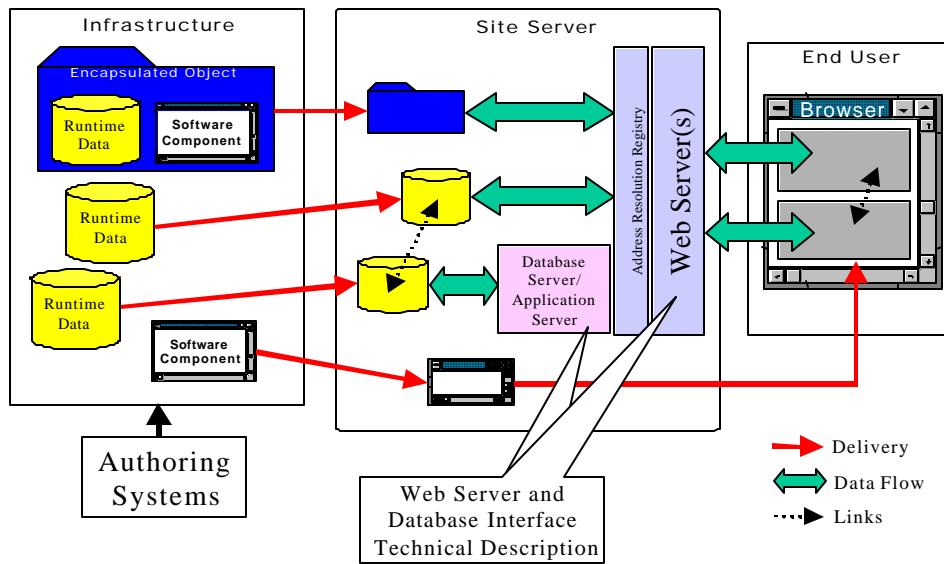 Infrastructure
Encapsulated Object
Runtime
Data
Software
Component
Runtime
Data
Runtime
Data
Software
Component
Authoring
Systems
Site Server
Database
Server/
Application
Server
Address Resolution Registry
Web Server(s)
Web Server and
Database Interface
Technical Description
End User
Browser
Delivery
Data Flow
Links